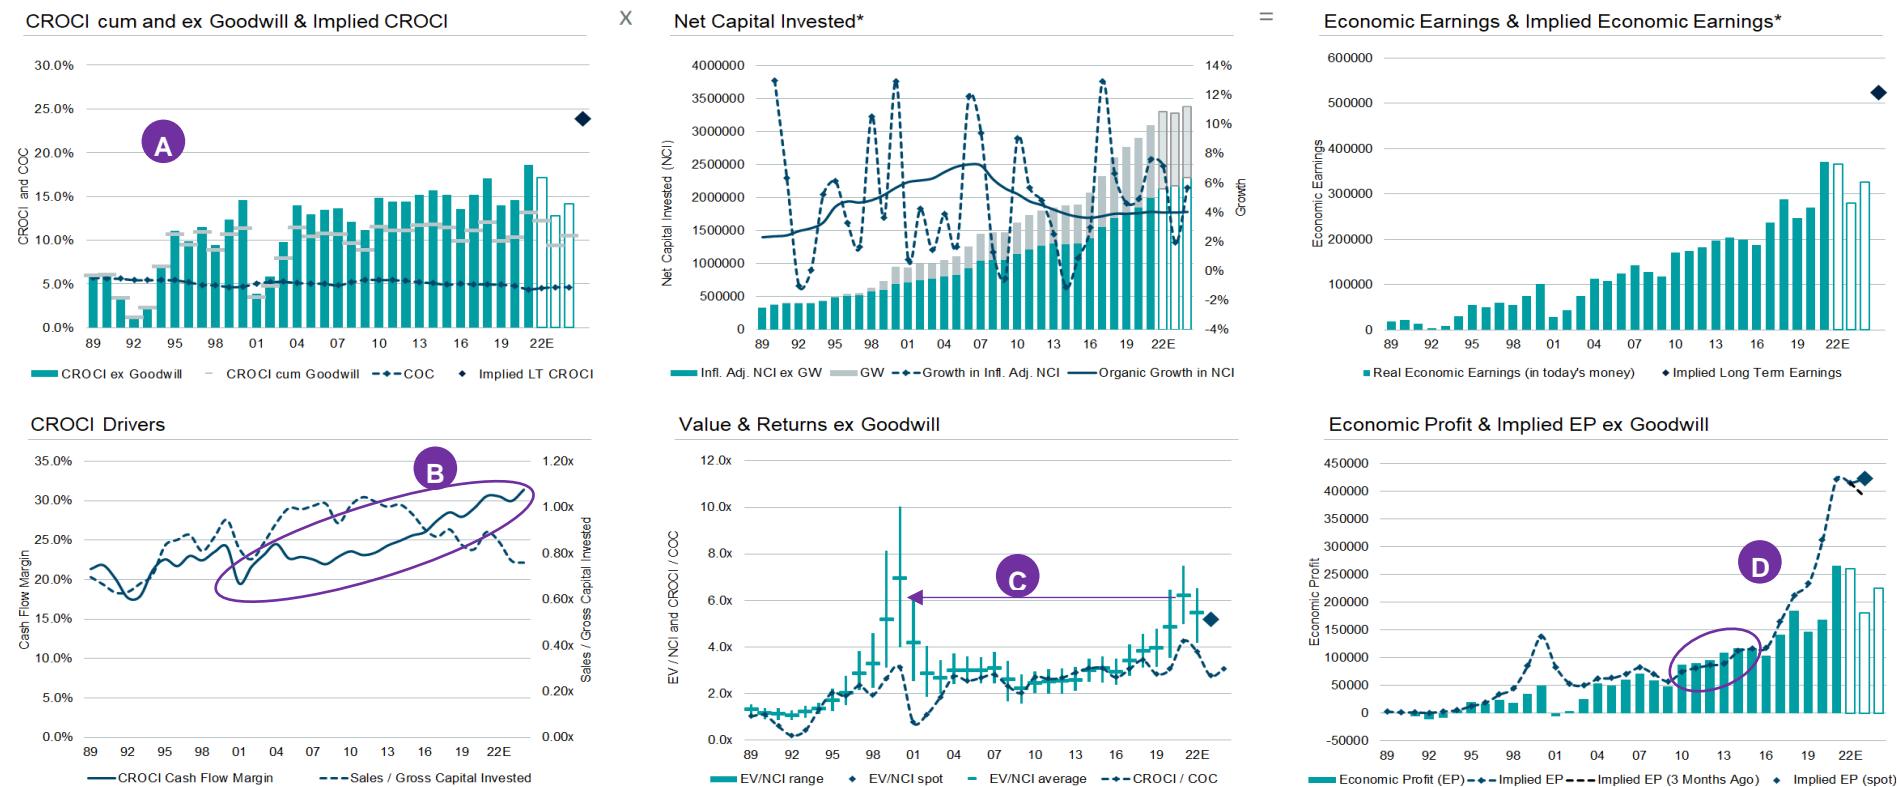 CROCI cum and ex Goodwill & Implied CROCI
x
Net Capital Invested*
=
Economic Earnings & Implied Economic Earnings*
CROCI and COC
30.0%
25.0%
20.0%
15.0%
10.0%
5.0%
0.0%
A
89 92 95 98 01 04 07 10 13 16 19 22E
CROCI ex Goodwill CROCI cum Goodwill COC Implied LT CROCI
Net Capital Invested (NCI)
4000000
3500000
3000000
2500000
2000000
1500000
1000000
500000
0
14%
12%
10%
8%
6%
4%
2%
0%
-2%
-4%
Growth
89 92 95 98 01 04 07 10 13 16 19 22E
Infl. Adj. NCI ex GW GW Growth in Infl. Adj. NCI Organic Growth in NCI
Economic Earnings
600000
500000
400000
300000
200000
100000
0
89 92 95 98 01 04 07 10 13 16 19 22E
Real Economic Earnings (in today's money) Implied Long Term Earnings
CROCI Drivers
Cash Flow Margin
35.0%
30.0%
25.0%
20.0%
15.0%
10.0%
5.0%
0.0%
B
1.20x
1.00x
0.80x
0.60x
0.40x
0.20x
0.00x
Sales / Gross Capital Invested
89 92 95 98 01 04 07 10 13 16 19 22E
CROCI Cash Flow Margin Sales / Gross Capital Invested
Value & Returns ex Goodwill
EV / NCI and CROCI / COC
12.0x
10.0x
8.0x
6.0x
4.0x
2.0x
0.0x
C
89 92 95 98 01 04 07 10 13 16 19 22E
EV/NCI range EV/NCI spot EV/NCI average CROCI / COC
Economic Profit & Implied EP ex Goodwill
Economic Profit
450000
400000
350000
300000
250000
200000
150000
100000
50000
0
-50000
D
89 92 95 98 01 04 07 10 13 16 19 22E
Economic Profit (EP) Implied EP Implied EP (3 Months Ago) Implied EP (spot)